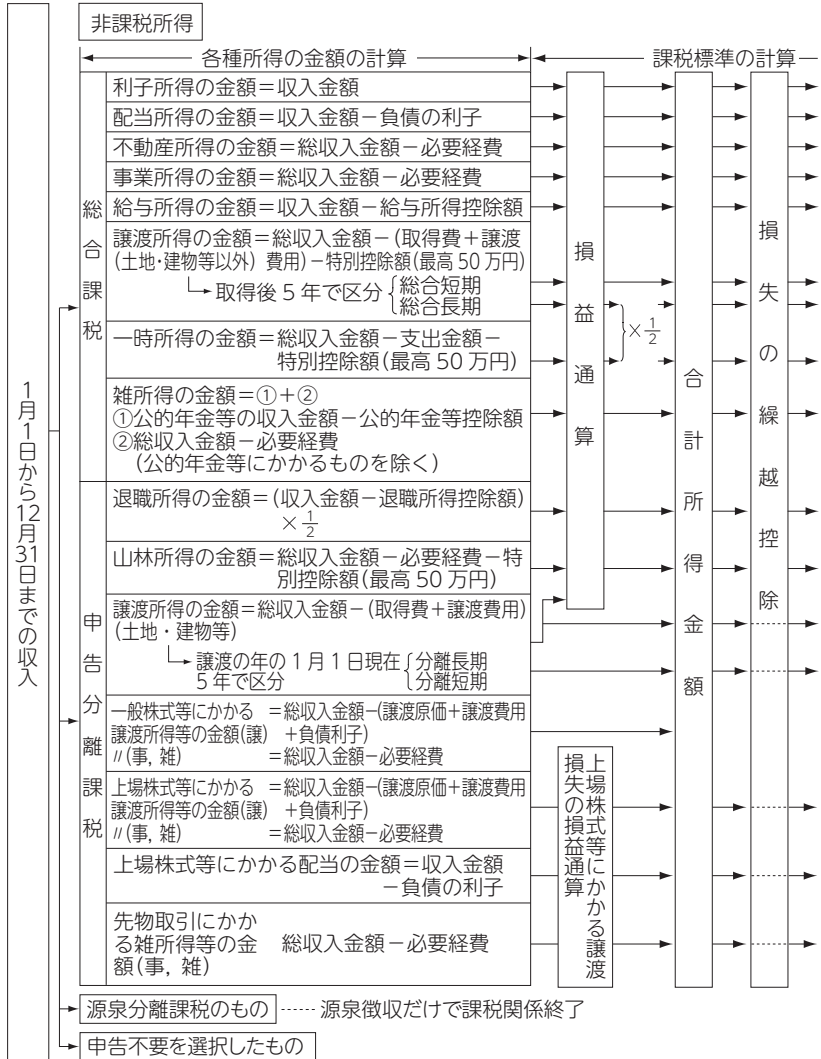 非課税所得
各種所得の金額の計算
課税標準の計算
1月1日から12月31日までの収入
総合課税
利子所得の金額＝収入金額
配当所得の金額＝収入金額−負債の利子
不動産所得の金額＝総収入金額−必要経費
事業所得の金額＝総収入金額−必要経費
給与所得の金額＝収入金額−給与所得控除額
譲渡所得の金額＝総収入金額−(取得費＋譲渡
(土地・建物等以外) 費用)−特別控除額(最高50万円)
取得後5年で区分
総合短期
総合長期
一時所得の金額＝総収入金額−支出金額−
特別控除額(最高50万円)
雑所得の金額＝①＋②
①公的年金等の収入金額−公的年金等控除額
②総収入金額−必要経費
(公的年金等にかかるものを除く)
申告分離課税
退職所得の金額＝(収入金額−退職所得控除額)
×1/2
山林所得の金額＝総収入金額−必要経費−特
別控除額(最高50万円)
譲渡所得の金額＝総収入金額−(取得費＋譲渡費用)
(土地・建物等)
譲渡の年の1月1日現在
5年で区分
分離長期
分離短期
一般株式等にかかる ＝総収入金額−(譲渡原価＋譲渡費用
譲渡所得等の金額(譲) ＋負債利子)
〃(事, 雑) ＝総収入金額−必要経費
上場株式等にかかる ＝総収入金額−(譲渡原価＋譲渡費用
譲渡所得等の金額(譲) ＋負債利子)
〃(事, 雑) ＝総収入金額−必要経費
上場株式等にかかる配当の金額＝収入金額
−負債の利子
先物取引にかか
る雑所得等の金 総収入金額−必要経費
額(事, 雑)
損益通算
×1/2
上場株式等にかかる譲渡
損失の損益通算
合計所得金額
損失の繰越控除
源泉分離課税のもの ------ 源泉徴収だけで課税関係終了
申告不要を選択したもの